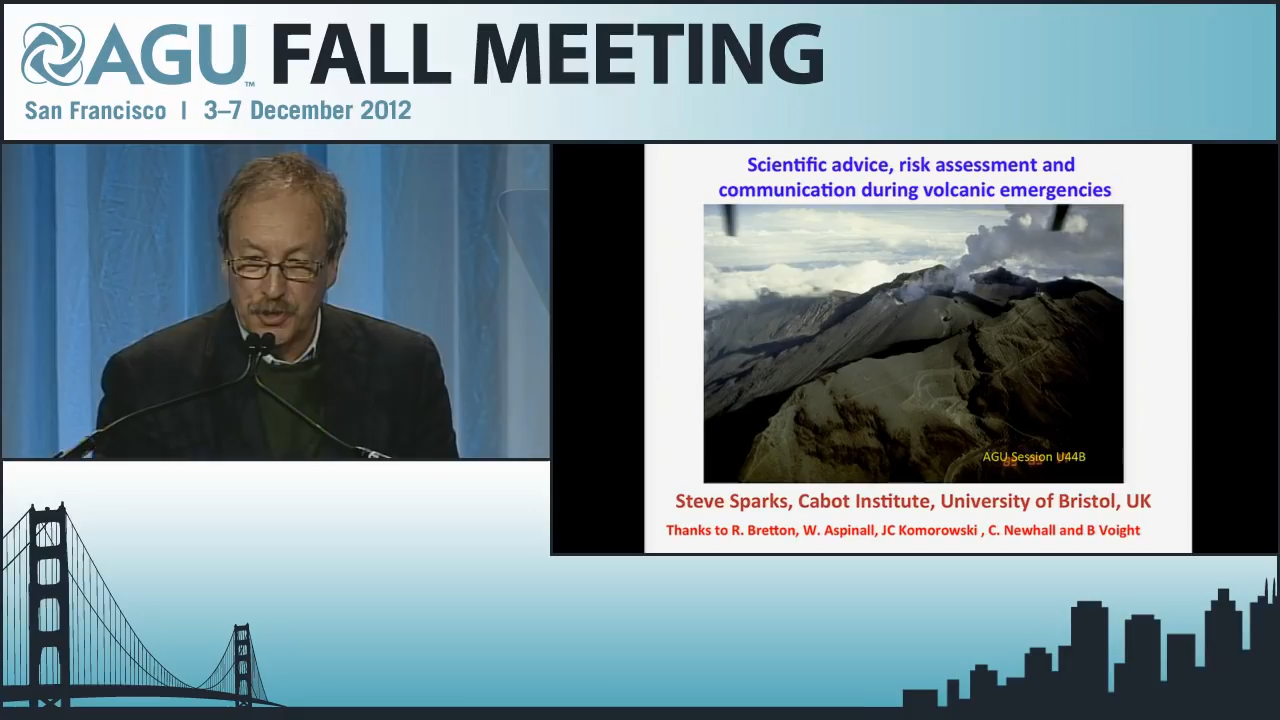 AGU™ FALL MEETING
San Francisco | 3–7 December 2012
Scientific advice, risk assessment and
communication during volcanic emergencies
AGU Session U44B
Steve Sparks, Cabot Institute, University of Bristol, UK
Thanks to R. Bretton, W. Aspinall, JC Komorowski , C. Newhall and B Voight